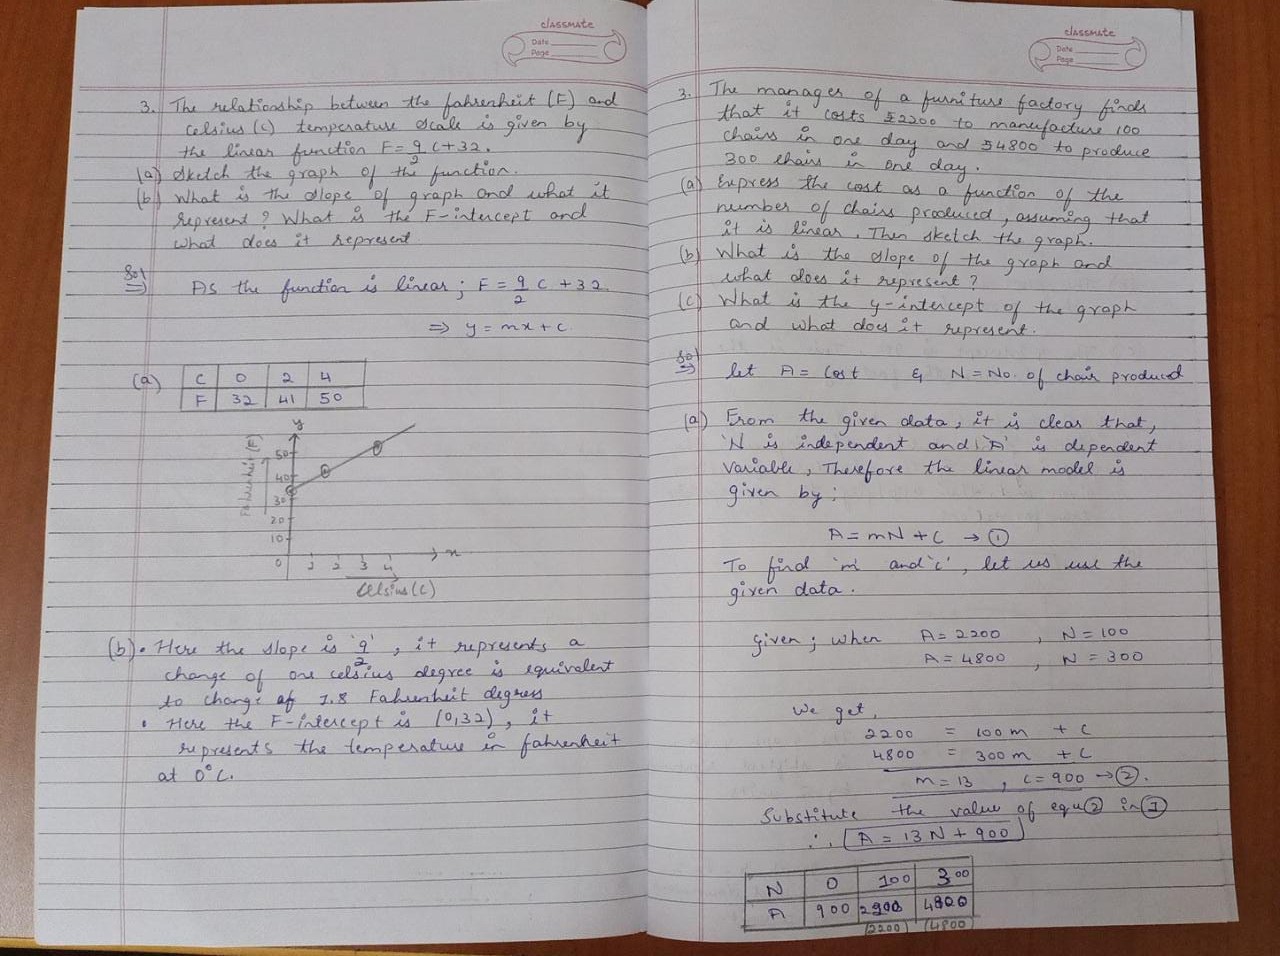 classmate
Date
Page
3. The relationship between the fahrenheit (F) and
celsius (c) temperature scale is given by
the linear function F = 9/2 C + 32.
(a) Sketch the graph of the function.
(b) What is the slope of graph and what it
represent? What is the F-intercept and
what does it represent
Sol
⇒ As the function is linear; F = 9/2 C + 32
⇒ y = mx + c
(a) C 0 2 4
F 32 41 50
y
Fahrenheit (F)
50
40
30
20
10
0 1 2 3 4 x
Celsius (C)
(b) • Here the slope is '9/2', it represents a
change of one celsius degree is equivalent
to change of 1.8 Fahrenheit degress
• Here the F-intercept is (0,32), it
represents the temperature in fahrenheit
at 0°C.
classmate
Date
Page
3. The manager of a furniture factory finds
that it costs $2200 to manufacture 100
chairs in one day and $4800 to produce
300 chairs in one day.
(a) Express the cost as a function of the
number of chairs produced, assuming that
it is linear. Then sketch the graph.
(b) What is the slope of the graph and
what does it represent?
(c) What is the y-intercept of the graph
and what does it represent.
Sol
⇒ let A = Cost & N = No. of chair produced
(a) From the given data, it is clear that,
'N is independent and 'A' is dependent
variable, Therefore the linear model is
given by;
A = mN + C → ①
To find 'm' and 'c', let us use the
given data.
given; when A = 2200 , N = 100
A = 4800 , N = 300
We get,
2200 = 100 m + C
4800 = 300 m + C
m = 13 , C = 900 → ②.
Substitute the value of equ ② in ①
∴ A = 13 N + 900
N 0 100 300
A 900
(2200) (4800)